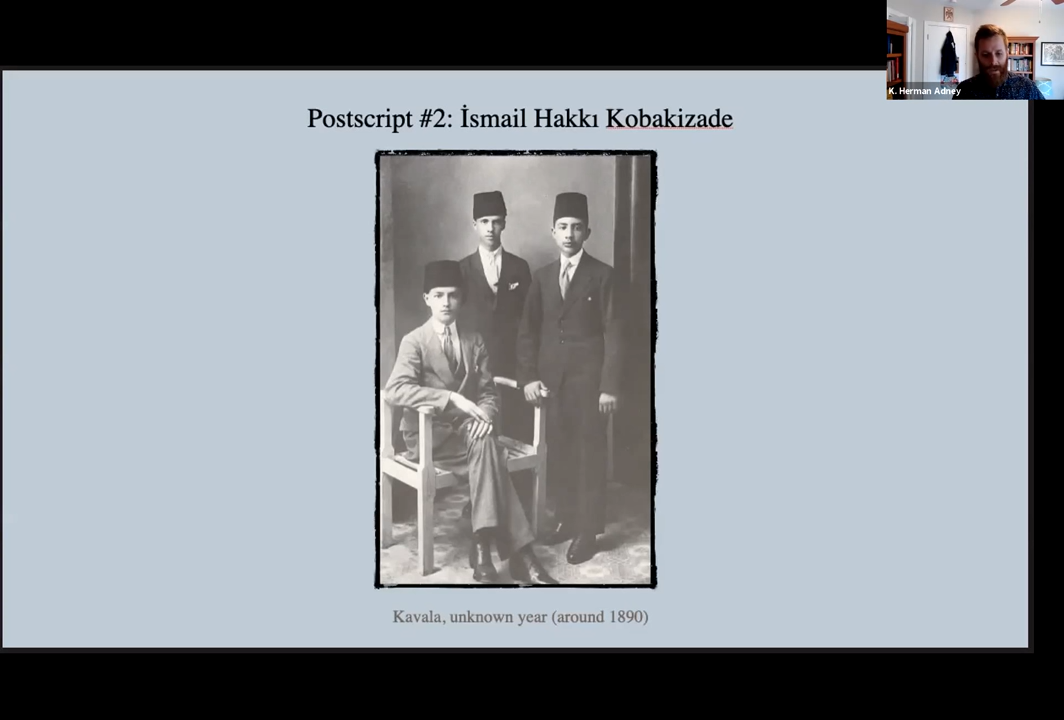 K. Herman Adney
Postscript #2: İsmail Hakkı Kobakizade
Kavala, unknown year (around 1890)